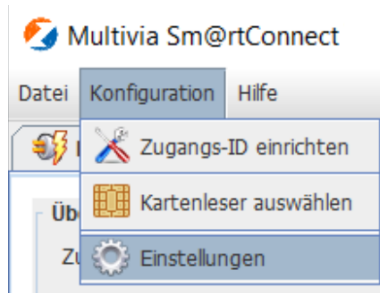 Multivia Sm@rtConnect
Datei Konfiguration Hilfe
Zugangs-ID einrichten
Kartenleser auswählen
Einstellungen